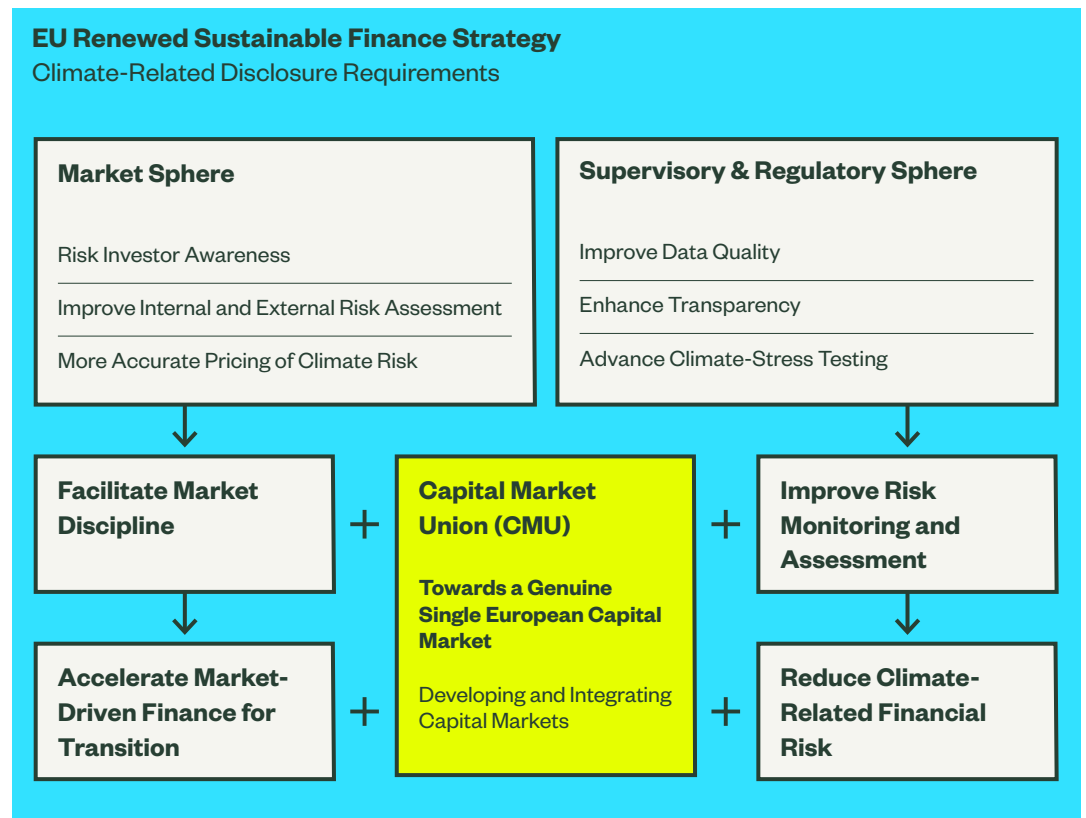 EU Renewed Sustainable Finance Strategy
Climate-Related Disclosure Requirements
Market Sphere
Risk Investor Awareness
Improve Internal and External Risk Assessment
More Accurate Pricing of Climate Risk
Supervisory & Regulatory Sphere
Improve Data Quality
Enhance Transparency
Advance Climate-Stress Testing
Facilitate Market
Discipline
+
Capital Market
Union (CMU)
Towards a Genuine
Single European Capital
Market
Developing and Integrating
Capital Markets
+
Improve Risk
Monitoring and
Assessment
Accelerate Market-
Driven Finance for
Transition
+
+
Reduce Climate-
Related Financial
Risk